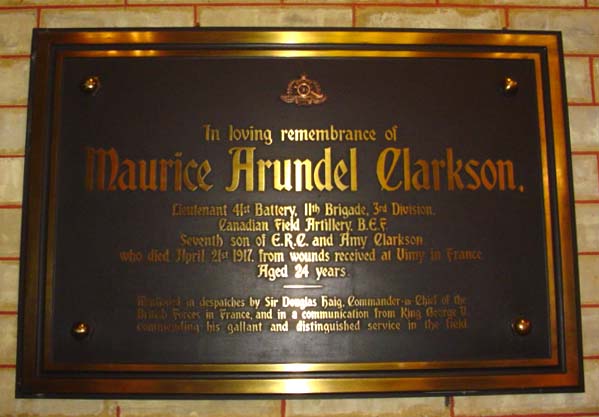 In loving remembrance of
Maurice Arundel Clarkson.
Lieutenant 41st Battery, 11th Brigade, 3rd Division,
Canadian Field Artillery, B.E.F.
Seventh son of E.R.C. and Amy Clarkson
who died April 21st 1917, from wounds received at Vimy in France
Aged 24 years.
Mentioned in despatches by Sir Douglas Haig, Commander-in-Chief of the
British Forces in France, and in a communication from King George V.
commending his gallant and distinguished service in the field.